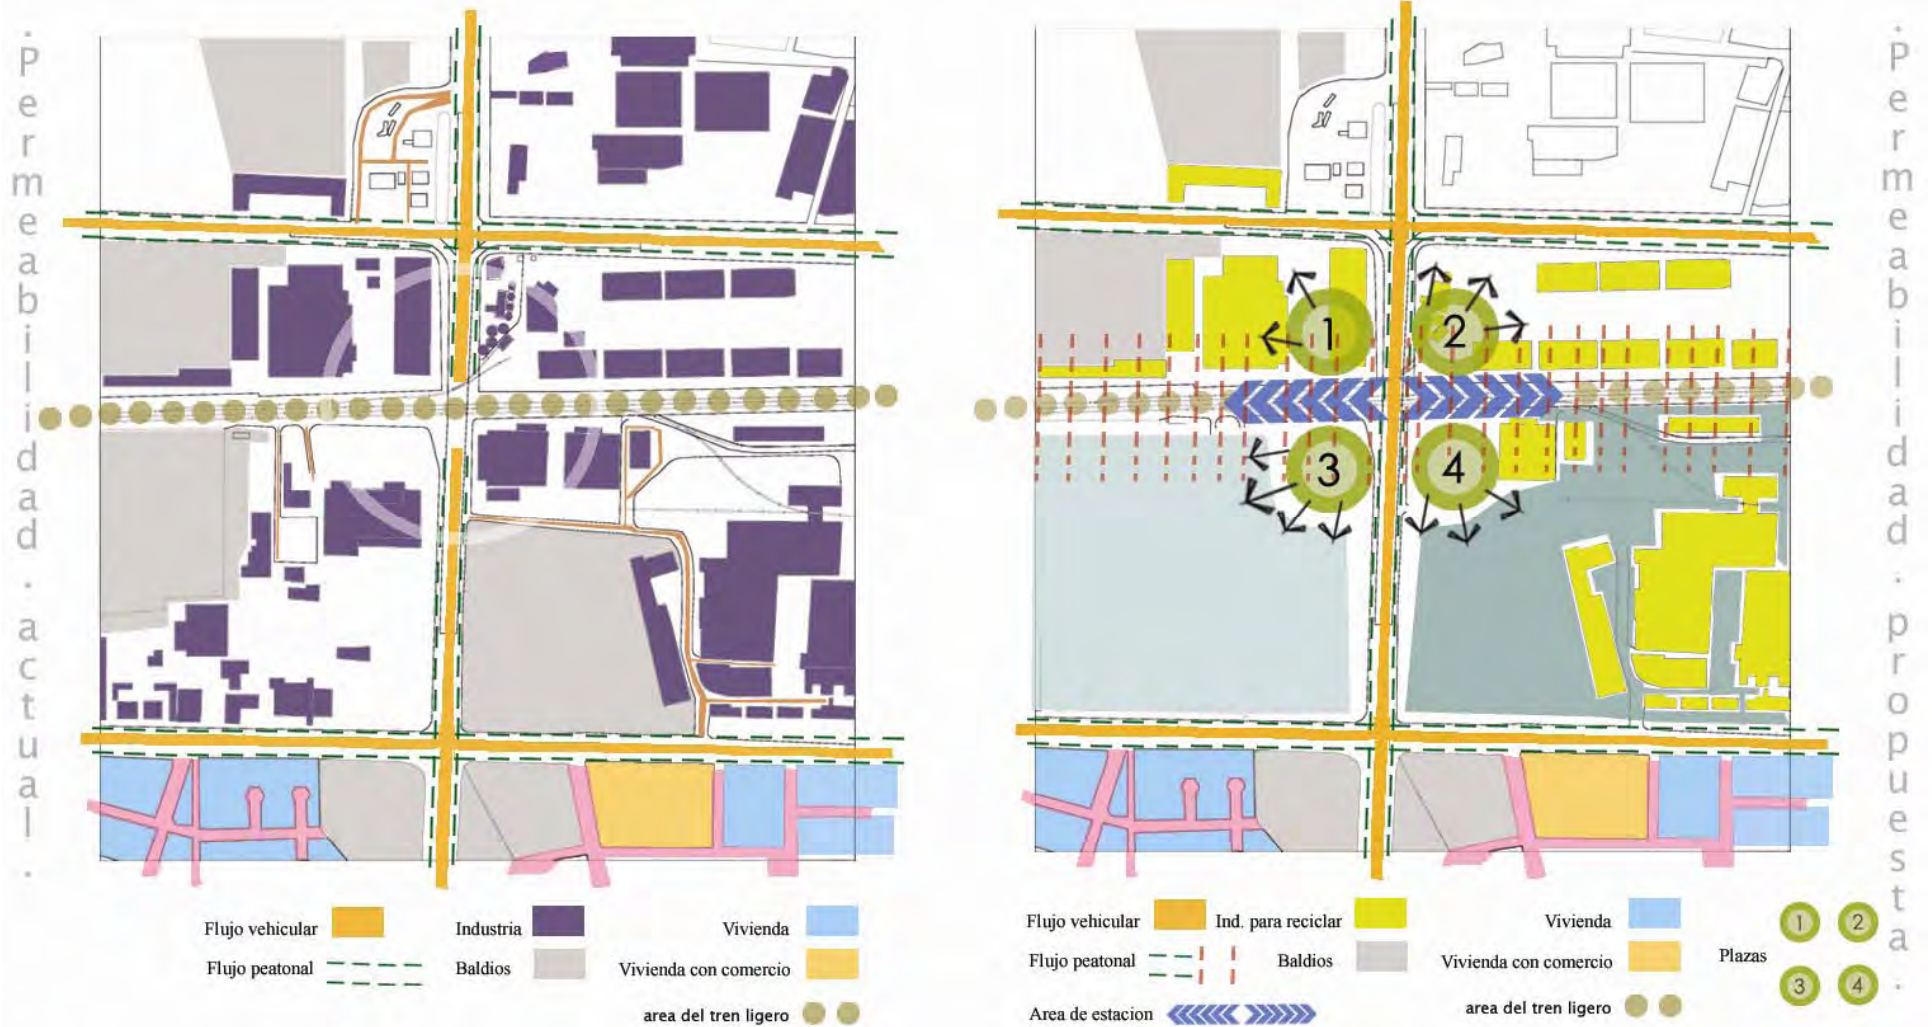 .Permeabilidad.actual.
Flujo vehicular
Industria
Vivienda
Flujo peatonal
Baldios
Vivienda con comercio
area del tren ligero
1
2
3
4
Flujo vehicular
Ind. para reciclar
Vivienda
Flujo peatonal
Baldios
Vivienda con comercio
Area de estacion
area del tren ligero
Plazas
1
2
3
4
.Permeabilidad.propuesta.